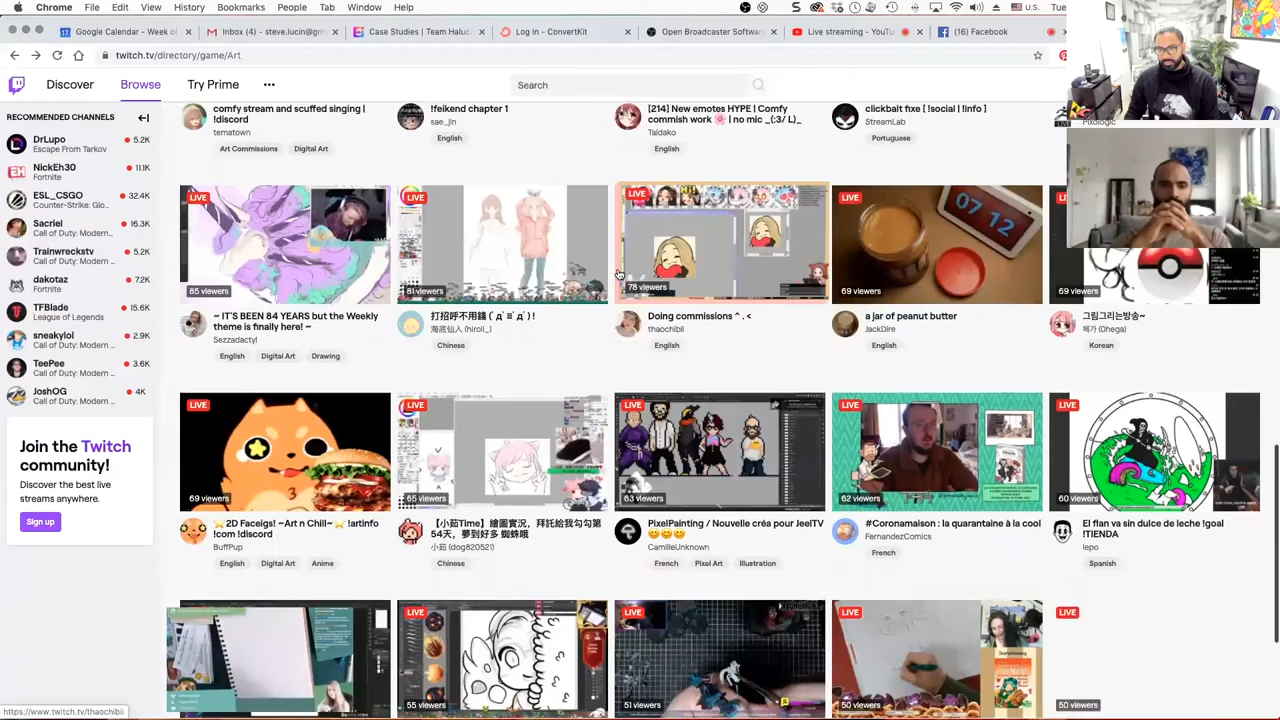 Chrome File Edit View History Bookmarks People Tab Window Help
U.S. Tue
Google Calendar - Week o
Inbox (4) - steve.lucin@gm
Case Studies | Team Haluc
Log In - ConvertKit
Open Broadcaster Softwar
Live streaming - YouTu
(16) Facebook
twitch.tv/directory/game/Art
Discover Browse Try Prime
Search
RECOMMENDED CHANNELS
DrLupo 5.2K
Escape From Tarkov
NickEh30 11.1K
Fortnite
ESL_CSGO 32.4K
Counter-Strike: Glo...
Sacriel 16.3K
Call of Duty: Modern ...
Trainwreckstv 5.2K
Call of Duty: Modern ...
dakotaz 7.2K
Fortnite
TFBlade 15.6K
League of Legends
sneakylol 2.9K
Call of Duty: Modern ...
TeePee 3.6K
Call of Duty: Modern ...
JoshOG 4K
Call of Duty: Modern ...
Join the Twitch
community!
Discover the best live
streams anywhere.
Sign up
comfy stream and scuffed singing |
!discord
tematown
Art Commissions Digital Art
!feikend chapter 1
sae_jin
English
[214] New emotes HYPE | Comfy
commish work 🌸 | no mic _(:3/ L)_
Taidako
English
clickbait fixe [ !social | !info ]
StreamLab
Portuguese
Pixologic
LIVE
85 viewers
~ IT'S BEEN 84 YEARS but the Weekly
theme is finally here! ~
Sezzadactyl
English Digital Art Drawing
LIVE
81 viewers
打招呼不用錢 (´д`≡´д`)!
海底仙人 (hiroii_)
Chinese
LIVE
78 viewers
Doing commissions ^ . <
thaochibii
English
LIVE
07 12
69 viewers
a jar of peanut butter
JackDire
English
69 viewers
그림그리는방송~
혜가 (0hega)
Korean
LIVE
69 viewers
⭐ 2D Faceigs! ~Art n Chill~⭐ !artinfo
!com !discord
BuffPup
English Digital Art Anime
LIVE
65 viewers
【小茹Time】繪圖實況，拜託給我勾勾第
54天，夢到好多 蜘蛛哦
小茹 (dog820521)
Chinese
LIVE
63 viewers
PixelPainting / Nouvelle créa pour JeelTV
😊😊😊
CamilleUnknown
French Pixel Art Illustration
LIVE
62 viewers
#Coronamaison : la quarantaine à la cool
FernandezComics
French
LIVE
60 viewers
El flan va sin dulce de leche !goal
!TIENDA
lepo
Spanish
LIVE
55 viewers
LIVE
51 viewers
LIVE
50 viewers
LIVE
50 viewers
https://www.twitch.tv/thaochibii